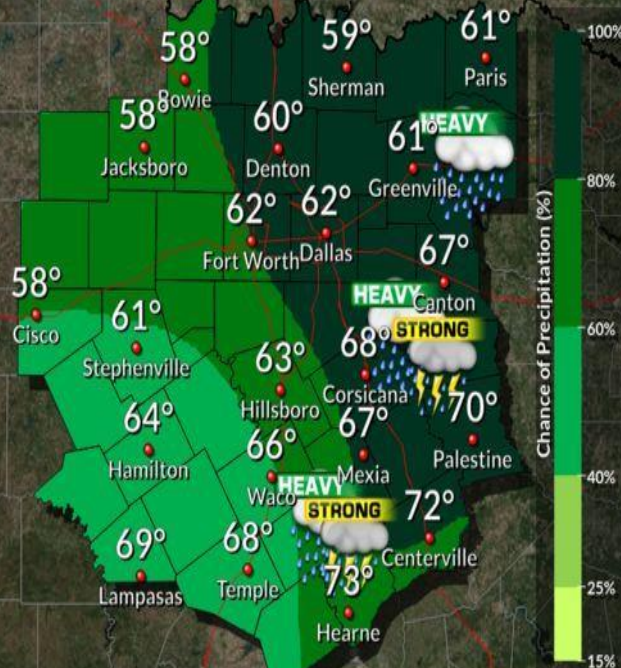 58°
Bowie
59°
Sherman
61°
Paris
100%
58°
Jacksboro
60°
Denton
61°
Greenville
HEAVY
80%
62°
Fort Worth
62°
Dallas
67°
Canton
58°
Cisco
61°
Stephenville
HEAVY
STRONG
60%
63°
Hillsboro
68°
Corsicana
Chance of Precipitation (%)
64°
Hamilton
66°
Waco
67°
Mexia
70°
Palestine
40%
HEAVY
STRONG
72°
Centerville
69°
Lampasas
68°
Temple
73°
Hearne
25%
15%